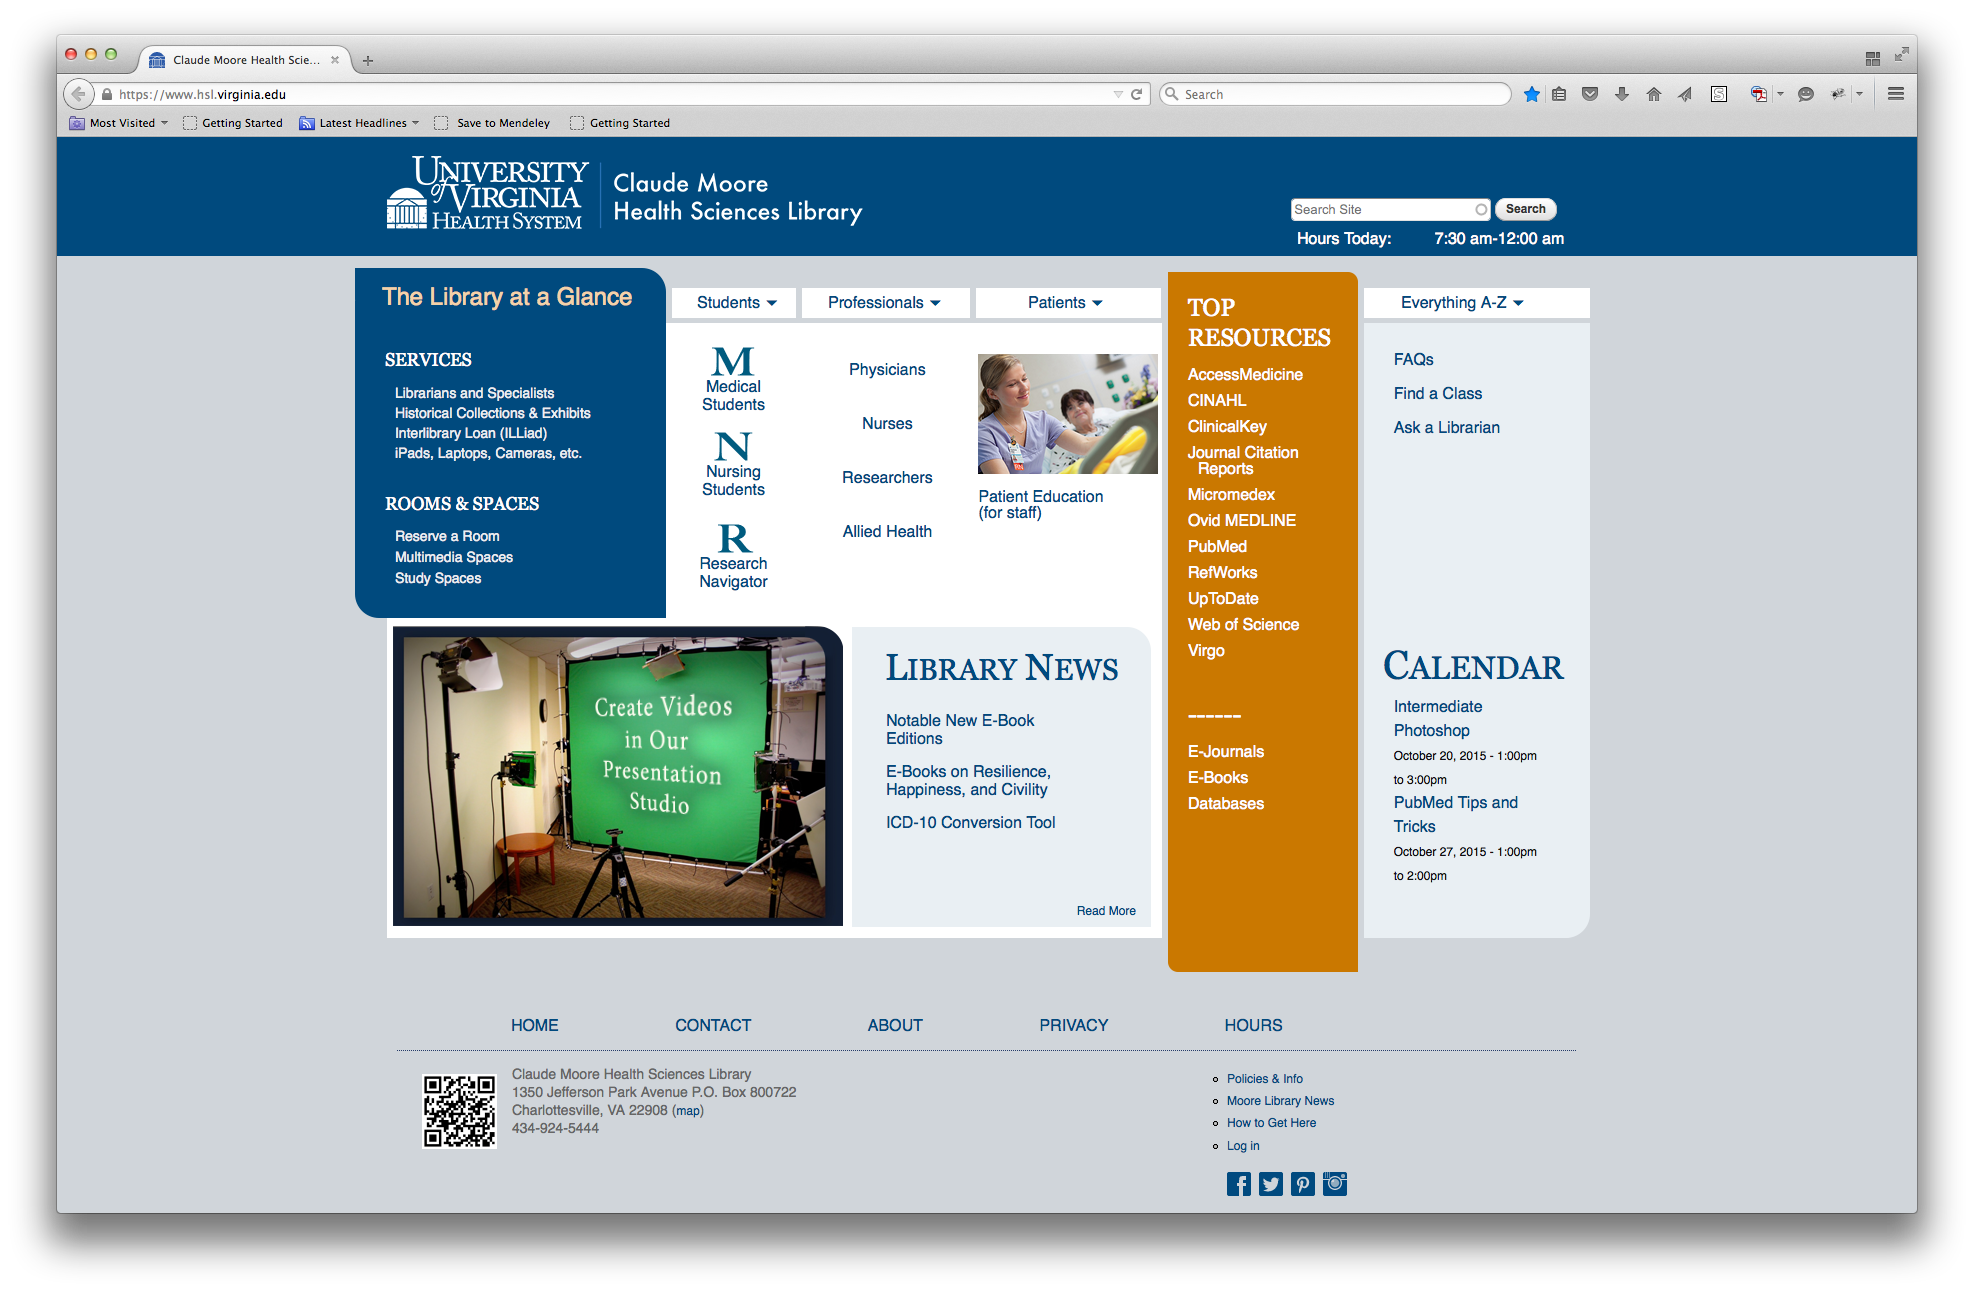 Claude Moore Health Scie...
https://www.hsl.virginia.edu
Search
Most Visited
Getting Started
Latest Headlines
Save to Mendeley
Getting Started
UNIVERSITY
of VIRGINIA
HEALTH SYSTEM
Claude Moore
Health Sciences Library
Search Site
Search
Hours Today: 7:30 am-12:00 am
The Library at a Glance
SERVICES
Librarians and Specialists
Historical Collections & Exhibits
Interlibrary Loan (ILLiad)
iPads, Laptops, Cameras, etc.
ROOMS & SPACES
Reserve a Room
Multimedia Spaces
Study Spaces
Students
M
Medical
Students
N
Nursing
Students
R
Research
Navigator
Professionals
Physicians
Nurses
Researchers
Allied Health
Patients
RN
Patient Education
(for staff)
TOP
RESOURCES
AccessMedicine
CINAHL
ClinicalKey
Journal Citation
Reports
Micromedex
Ovid MEDLINE
PubMed
RefWorks
UpToDate
Web of Science
Virgo
------
E-Journals
E-Books
Databases
Everything A-Z
FAQs
Find a Class
Ask a Librarian
CALENDAR
Intermediate
Photoshop
October 20, 2015 - 1:00pm
to 3:00pm
PubMed Tips and
Tricks
October 27, 2015 - 1:00pm
to 2:00pm
Create Videos
in Our
Presentation
Studio
LIBRARY NEWS
Notable New E-Book
Editions
E-Books on Resilience,
Happiness, and Civility
ICD-10 Conversion Tool
Read More
HOME
CONTACT
ABOUT
PRIVACY
HOURS
Claude Moore Health Sciences Library
1350 Jefferson Park Avenue P.O. Box 800722
Charlottesville, VA 22908 (map)
434-924-5444
Policies & Info
Moore Library News
How to Get Here
Log in